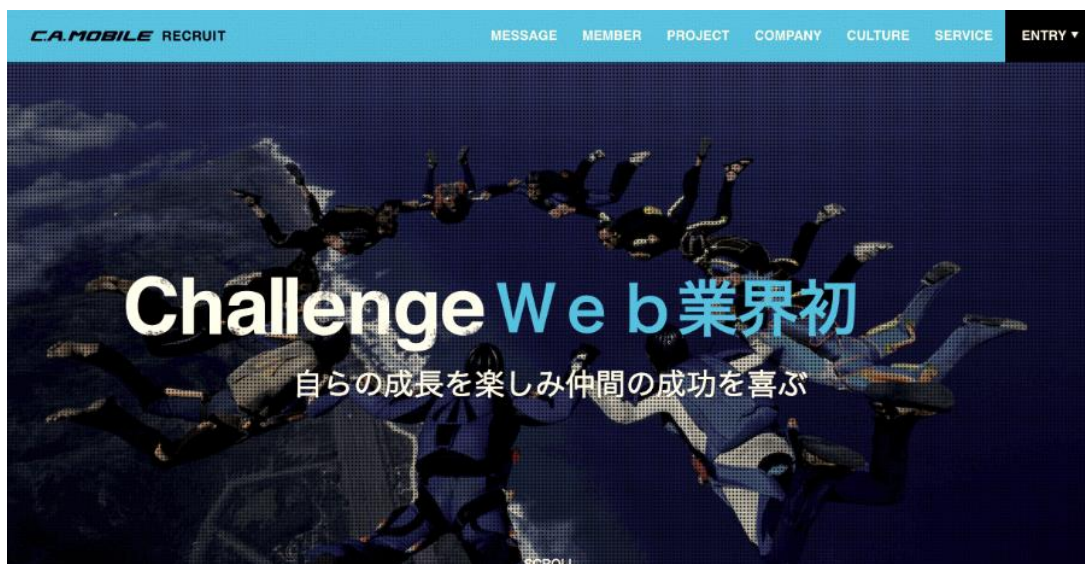 C.A.MOBILE RECRUIT MESSAGE MEMBER PROJECT COMPANY CULTURE SERVICE ENTRY ▼
Challenge Ｗｅｂ業界初
自らの成長を楽しみ仲間の成功を喜ぶ
SCROLL